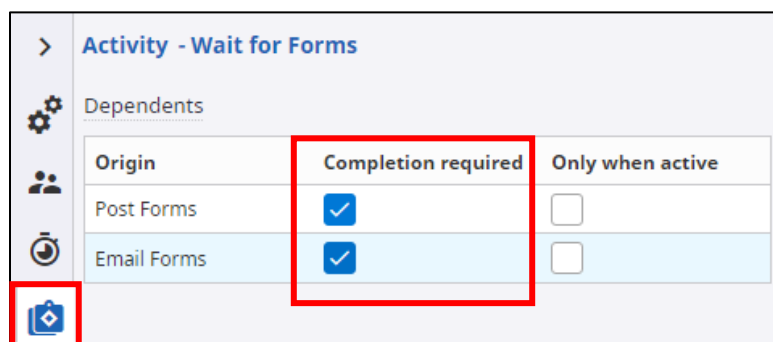 Activity - Wait for Forms
Dependents
Origin Completion required Only when active
Post Forms
Email Forms